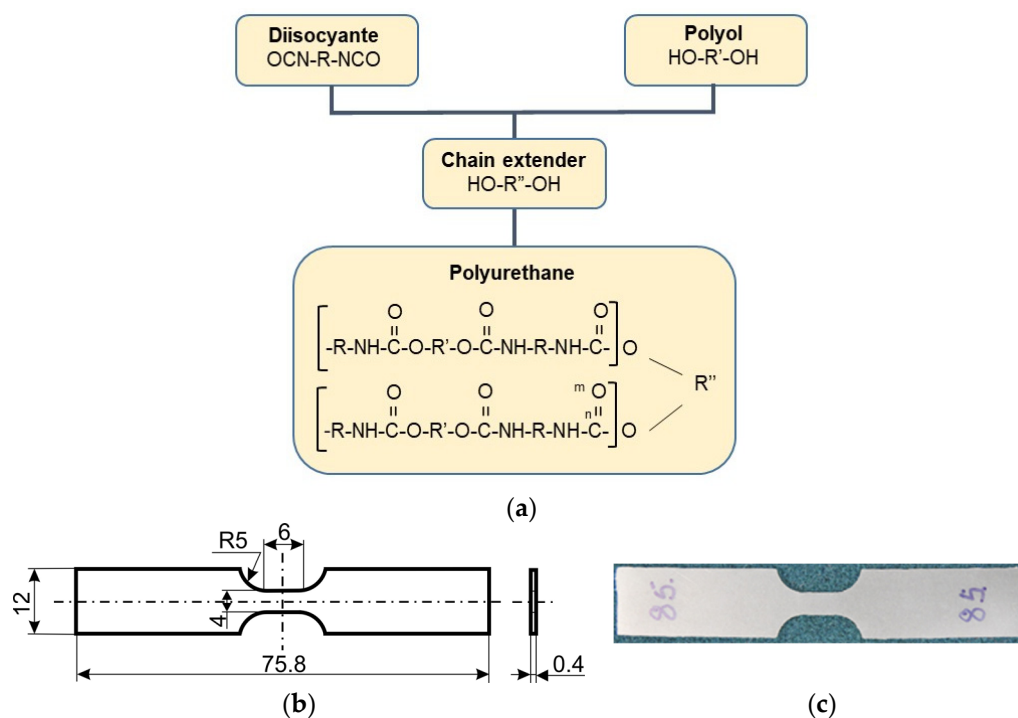 Diisocyante
OCN-R-NCO
Polyol
HO-R’-OH
Chain extender
HO-R”-OH
Polyurethane
O O O
-R-NH-C-O-R’-O-C-NH-R-NH-C- O
R”
m
O O O
n
-R-NH-C-O-R’-O-C-NH-R-NH-C- O
(a)
R5
6
12
4
75.8
0.4
85.
85.
(b)
(c)